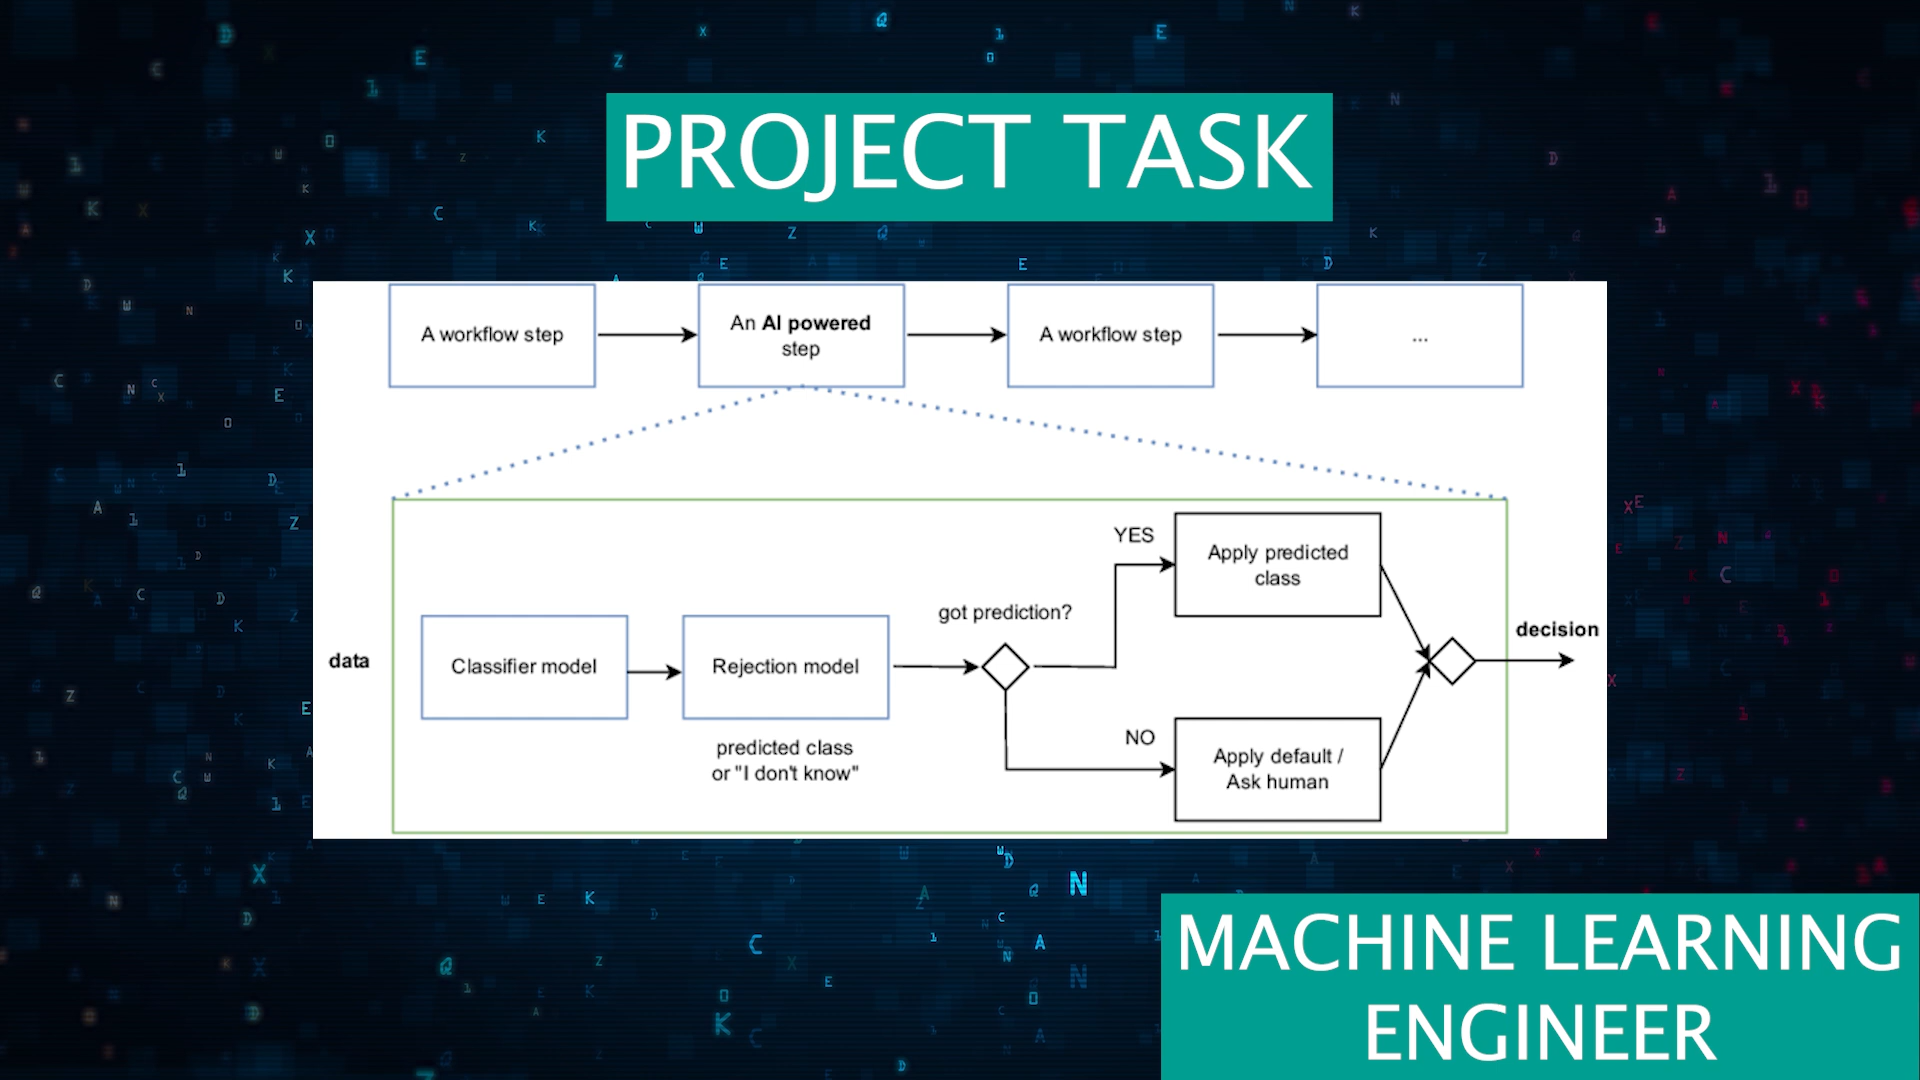 PROJECT TASK
A workflow step
An AI powered
step
A workflow step
...
data
Classifier model
Rejection model
predicted class
or "I don't know"
got prediction?
YES
Apply predicted
class
NO
Apply default /
Ask human
decision
MACHINE LEARNING
ENGINEER